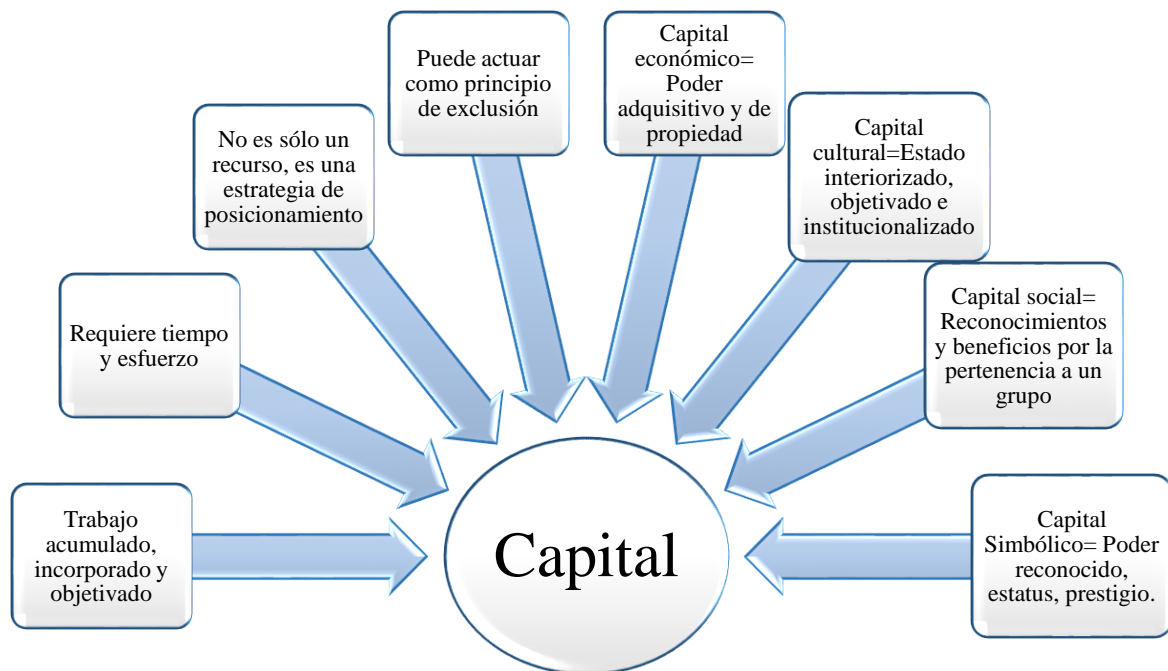 Trabajo
acumulado,
incorporado y
objetivado
Requiere tiempo
y esfuerzo
No es sólo un
recurso, es una
estrategia de
posicionamiento
Puede actuar
como principio
de exclusión
Capital
económico=
Poder
adquisitivo y de
propiedad
Capital
cultural=Estado
interiorizado,
objetivado e
institucionalizado
Capital social=
Reconocimientos
y beneficios por la
pertenencia a un
grupo
Capital
Simbólico= Poder
reconocido,
estatus, prestigio.
Capital